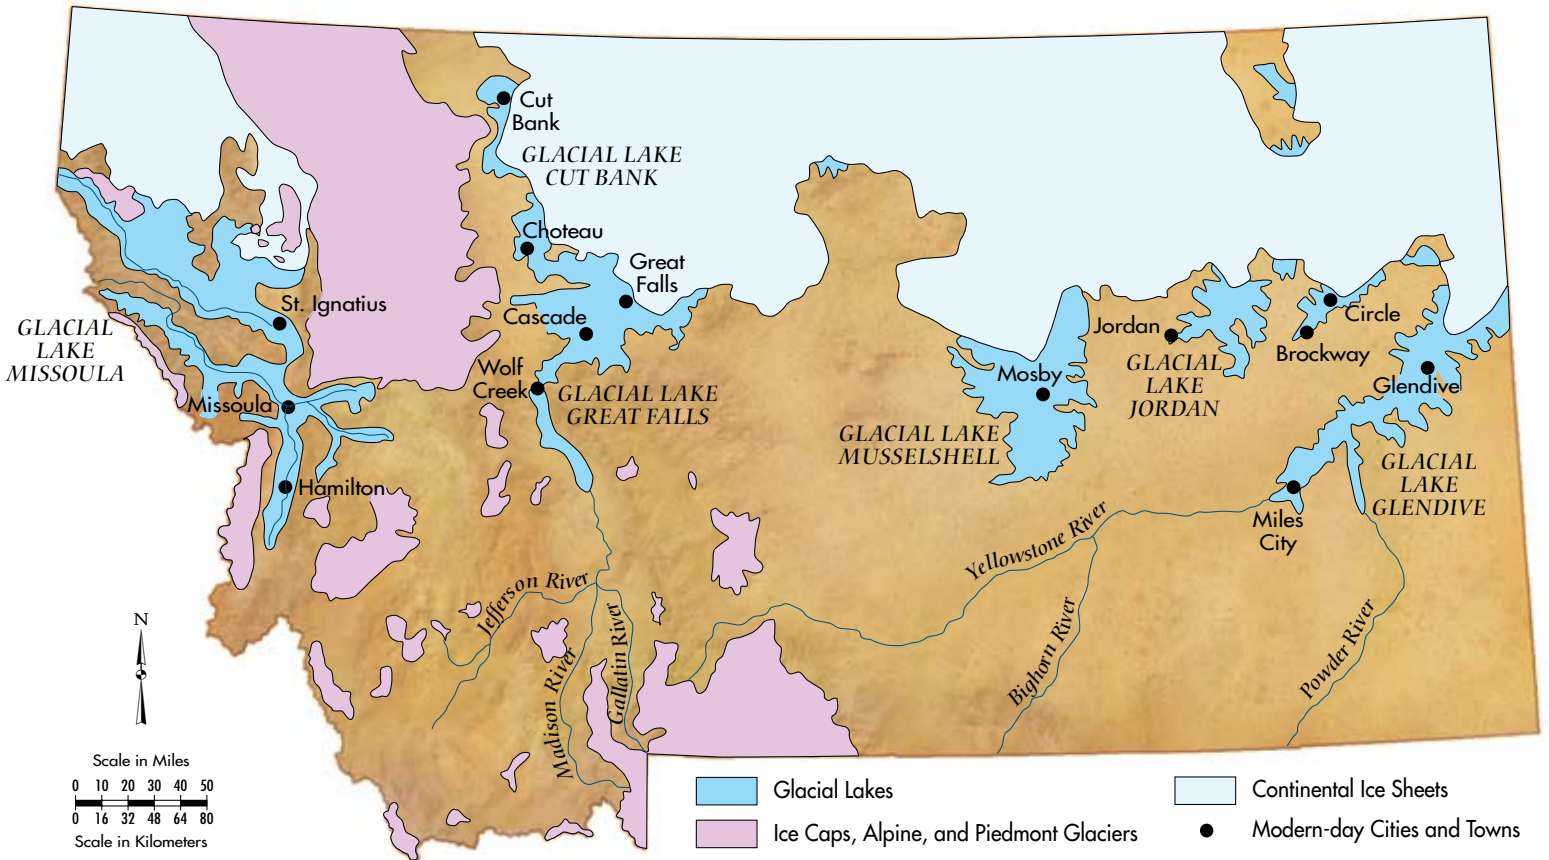 Cut
Bank
GLACIAL LAKE
CUT BANK
Choteau
Great
Falls
St. Ignatius
Cascade
GLACIAL
LAKE
MISSOULA
Jordan
Circle
Brockway
GLACIAL
LAKE
JORDAN
Wolf
Creek
GLACIAL LAKE
GREAT FALLS
Mosby
Glendive
Missoula
GLACIAL LAKE
MUSSELSHELL
GLACIAL
LAKE
GLENDIVE
Hamilton
Miles
City
Yellowstone River
Jefferson River
Madison River
Gallatin River
Bighorn River
Powder River
N
Scale in Miles
0 10 20 30 40 50
0 16 32 48 64 80
Scale in Kilometers
Glacial Lakes
Ice Caps, Alpine, and Piedmont Glaciers
Continental Ice Sheets
Modern-day Cities and Towns